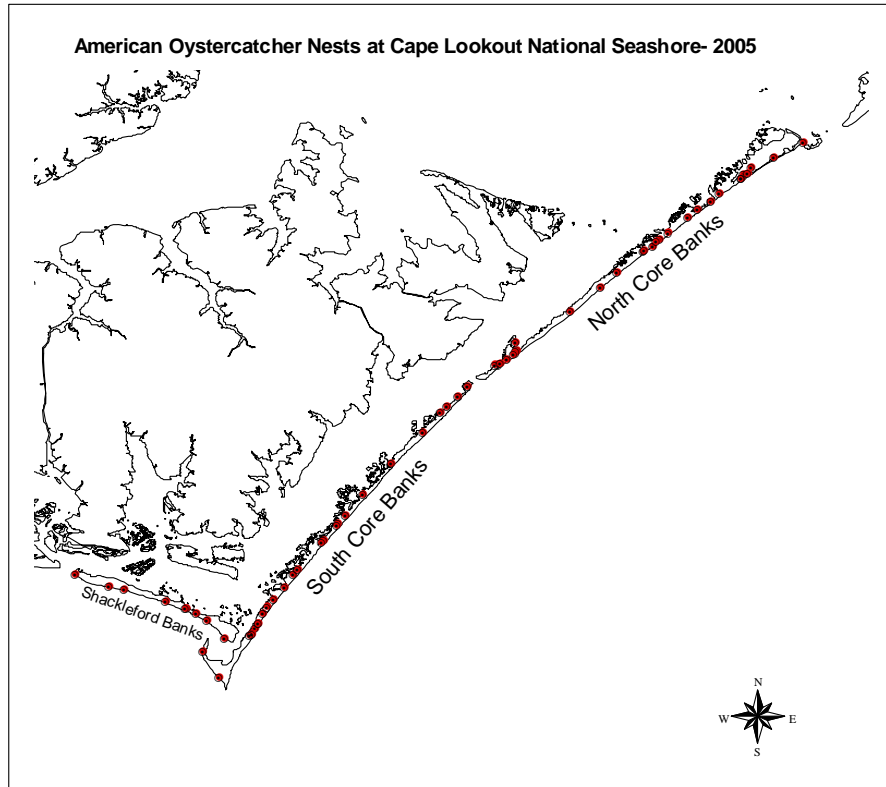 American Oystercatcher Nests at Cape Lookout National Seashore- 2005
North Core Banks
South Core Banks
Shackleford Banks
N
W
E
S